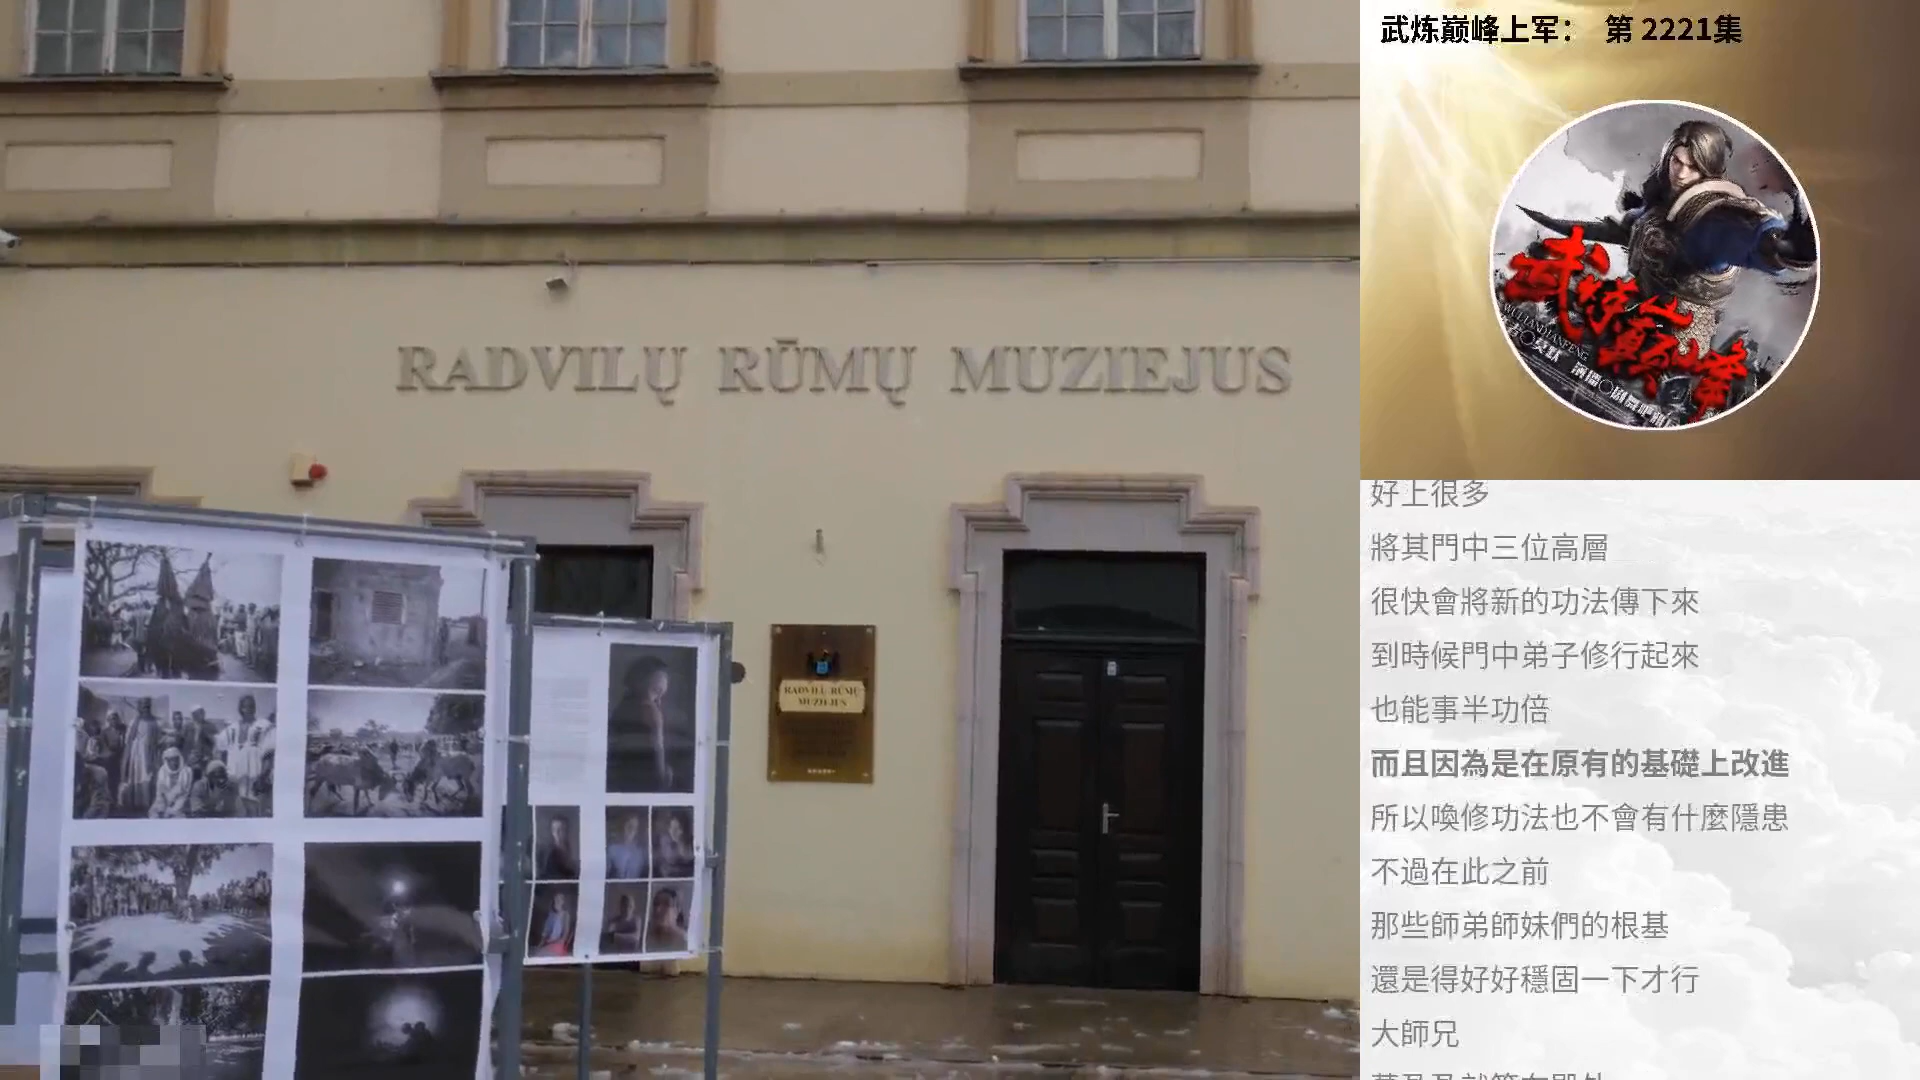 RADVILŲ RŪMŲ MUZIEJUS
RADVILŲ RŪMŲ
MUZIEJUS
武炼巅峰上军： 第 2221集
武炼巅峰
WULIANDIANFENG
好上很多
將其門中三位高層
很快會將新的功法傳下來
到時候門中弟子修行起來
也能事半功倍
而且因為是在原有的基礎上改進
所以喚修功法也不會有什麼隱患
不過在此之前
那些師弟師妹們的根基
還是得好好穩固一下才行
大師兄